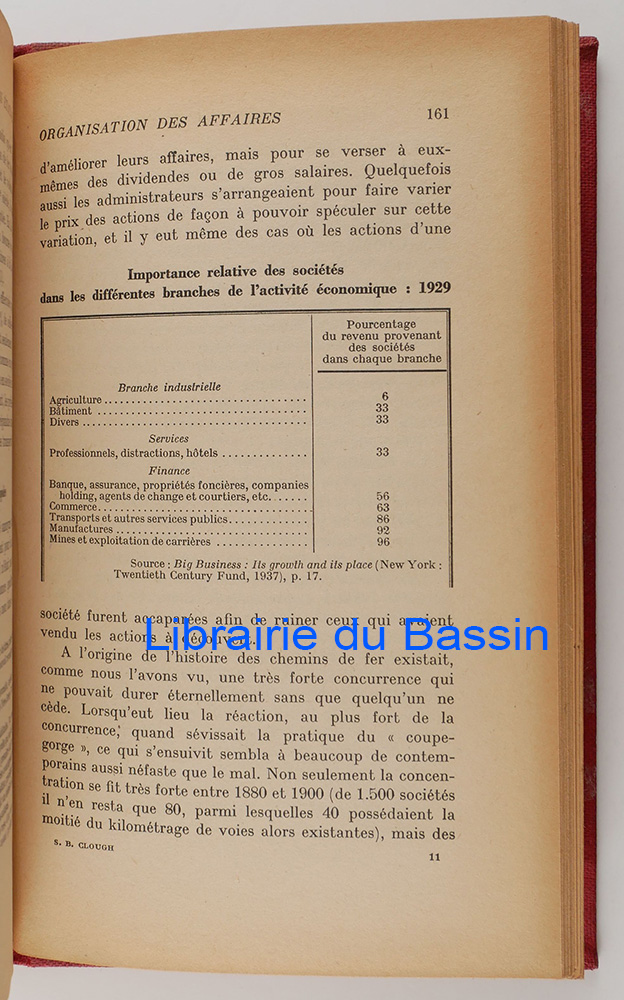 ORGANISATION DES AFFAIRES 161
d'améliorer leurs affaires, mais pour se verser à eux-
mêmes des dividendes ou de gros salaires. Quelquefois
aussi les administrateurs s'arrangeaient pour faire varier
le prix des actions de façon à pouvoir spéculer sur cette
variation, et il y eut même des cas où les actions d'une
Importance relative des sociétés
dans les différentes branches de l'activité économique : 1929
Pourcentage
du revenu provenant
des sociétés
dans chaque branche
Branche industrielle
Agriculture 6
Bâtiment 33
Divers 33
Services
Professionnels, distractions, hôtels 33
Finance
Banque, assurance, propriétés foncières, companies
holding, agents de change et courtiers, etc. 56
Commerce 63
Transports et autres services publics 86
Manufactures 92
Mines et exploitation de carrières 96
Source : Big Business : Its growth and its place (New York :
Twentieth Century Fund, 1937), p. 17.
société furent accaparées afin de ruiner ceux qui avaient
vendu les actions à découvert.
Librairie du Bassin
A l'origine de l'histoire des chemins de fer existait,
comme nous l'avons vu, une très forte concurrence qui
ne pouvait durer éternellement sans que quelqu'un ne
cède. Lorsqu'eut lieu la réaction, au plus fort de la
concurrence, quand sévissait la pratique du « coupe-
gorge », ce qui s'ensuivit sembla à beaucoup de contem-
porains aussi néfaste que le mal. Non seulement la concen-
tration se fit très forte entre 1880 et 1900 (de 1.500 sociétés
il n'en resta que 80, parmi lesquelles 40 possédaient la
moitié du kilométrage de voies alors existantes), mais des
S. B. CLOUGH 11